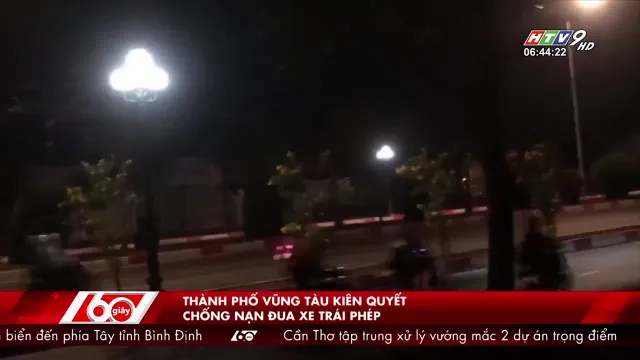 HTV9 HD
06:44:22
60 giây
THÀNH PHỐ VŨNG TÀU KIÊN QUYẾT
CHỐNG NẠN ĐUA XE TRÁI PHÉP
n biển đến phía Tây tỉnh Bình Định Cần Thơ tập trung xử lý vướng mắc 2 dự án trọng điểm